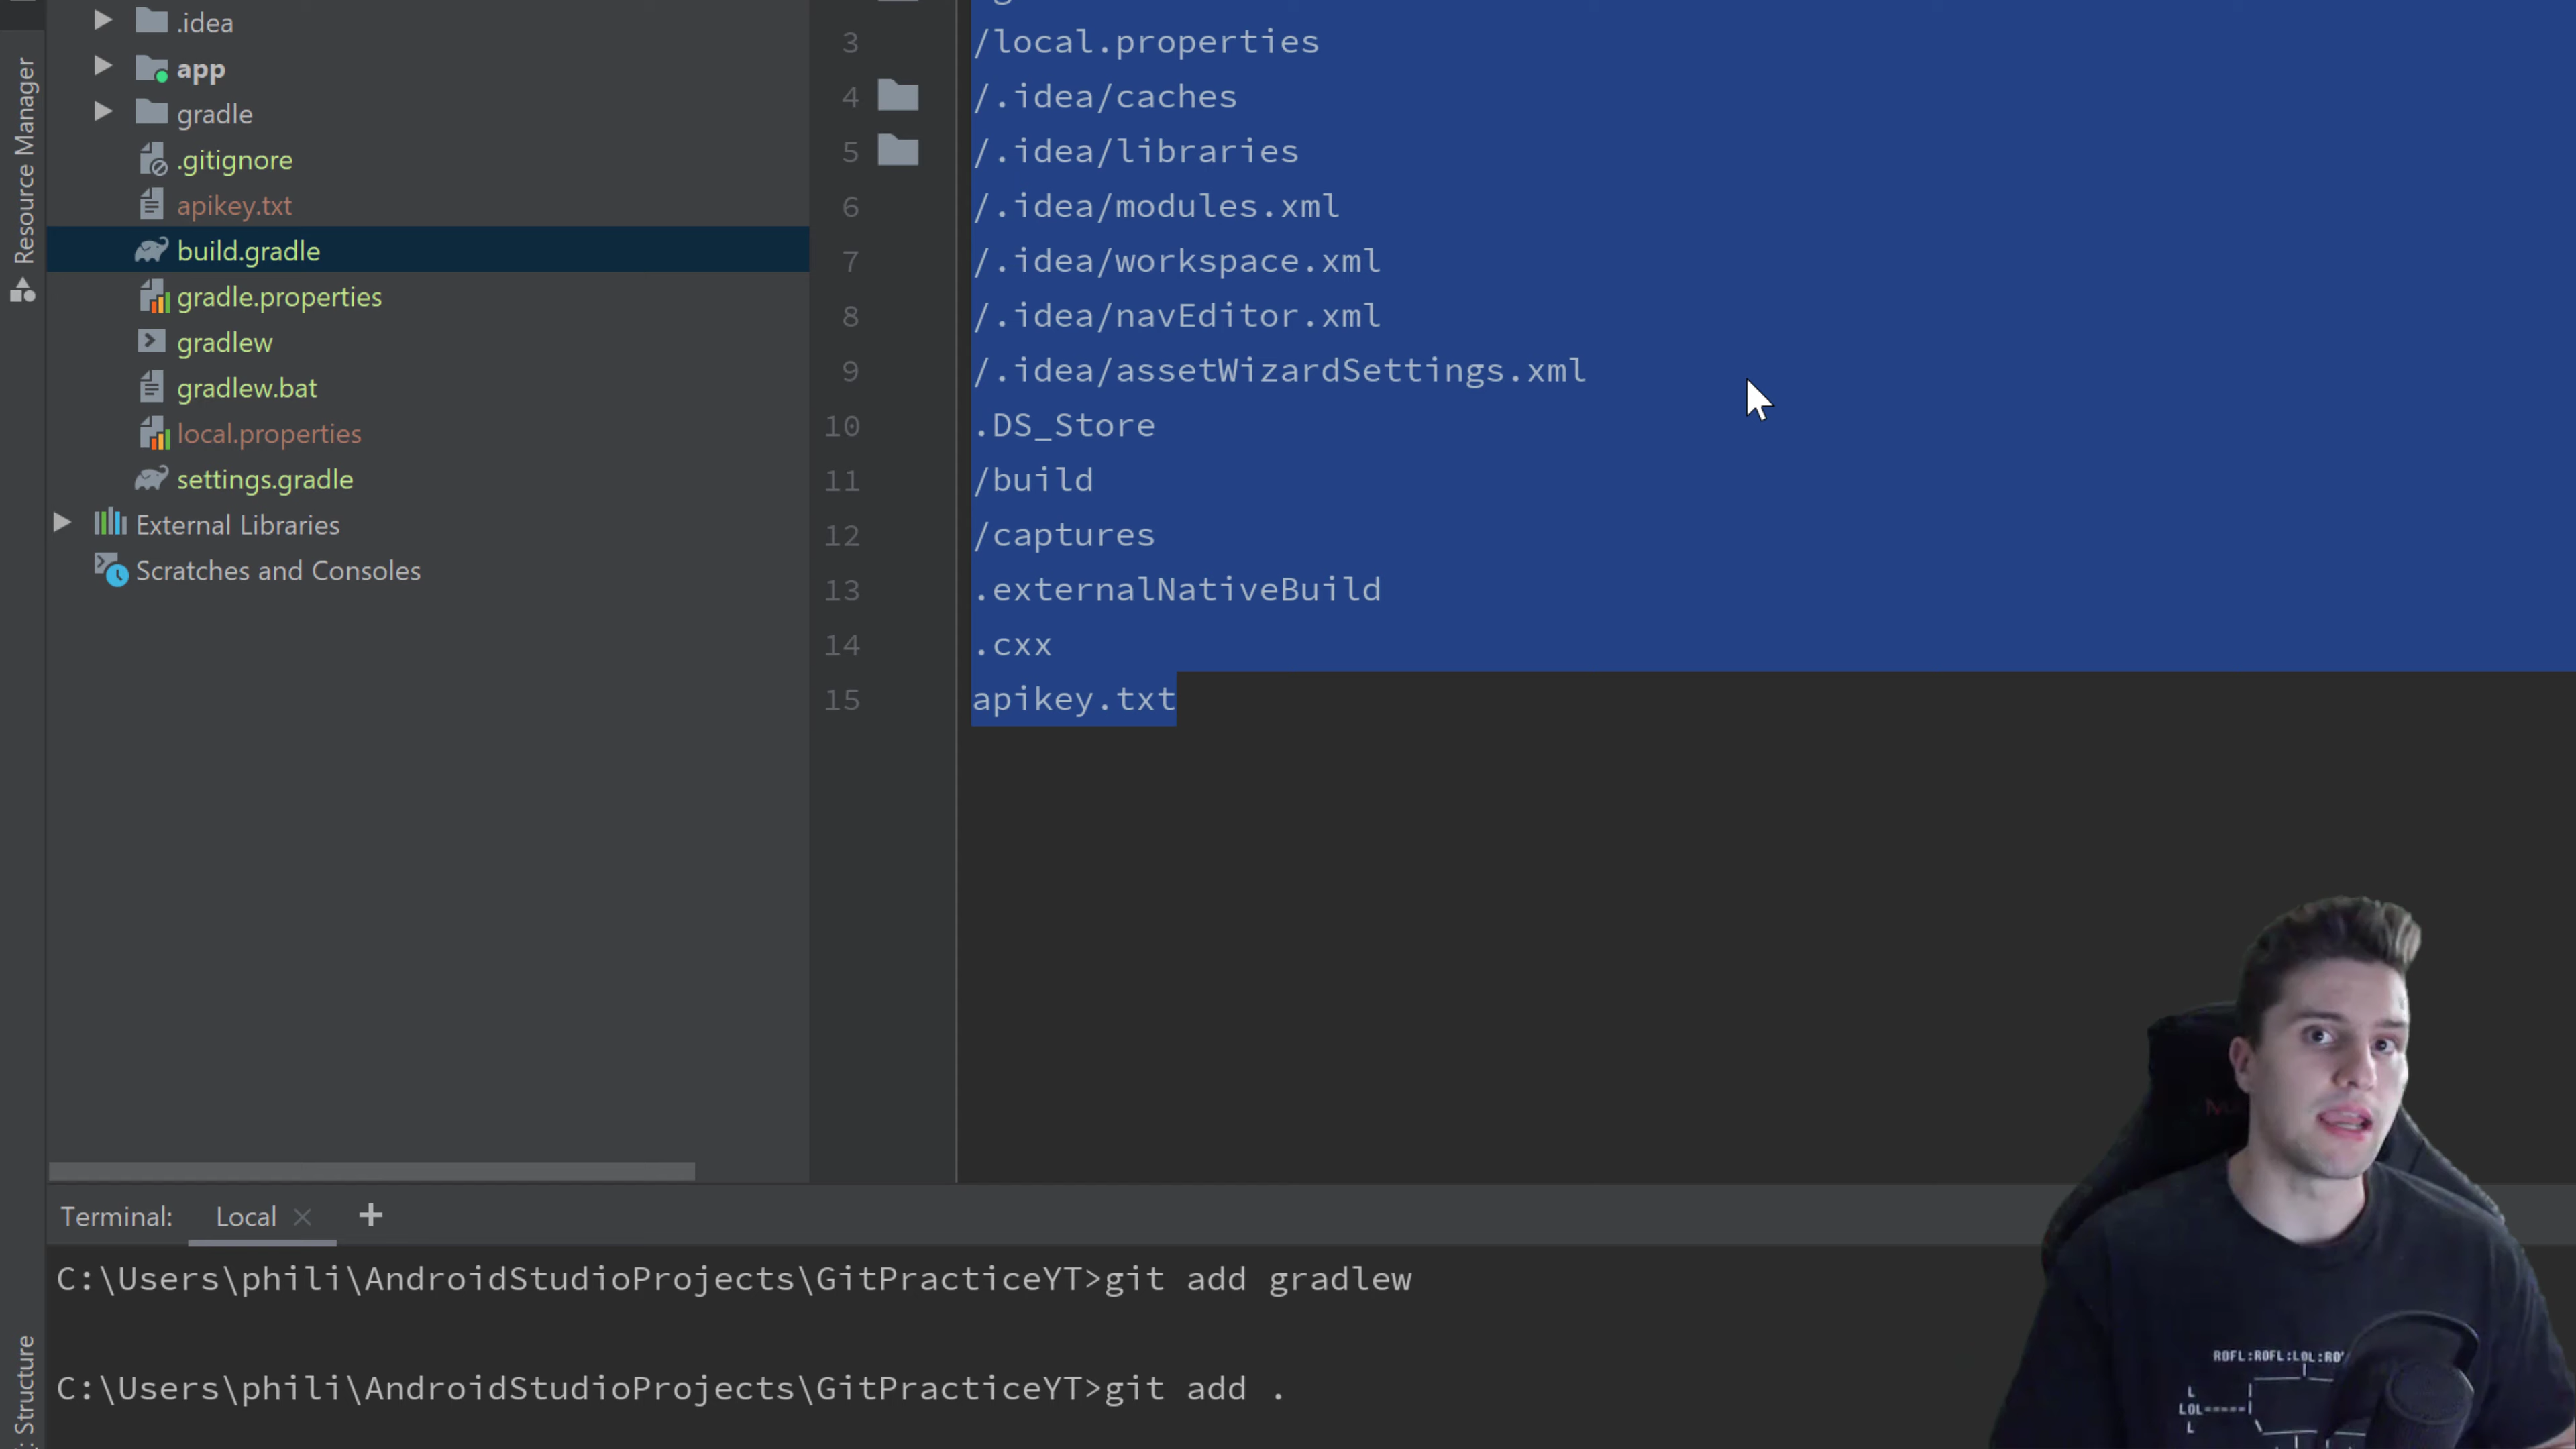 .idea
app
gradle
.gitignore
apikey.txt
build.gradle
gradle.properties
gradlew
gradlew.bat
local.properties
settings.gradle
External Libraries
Scratches and Consoles
Resource Manager
Structure
3 /local.properties
4 /.idea/caches
5 /.idea/libraries
6 /.idea/modules.xml
7 /.idea/workspace.xml
8 /.idea/navEditor.xml
9 /.idea/assetWizardSettings.xml
10 .DS_Store
11 /build
12 /captures
13 .externalNativeBuild
14 .cxx
15 apikey.txt
Terminal: Local
C:\Users\phili\AndroidStudioProjects\GitPracticeYT>git add gradlew
C:\Users\phili\AndroidStudioProjects\GitPracticeYT>git add .
ROFL:ROFL:LOL:RO
L
LOL
L